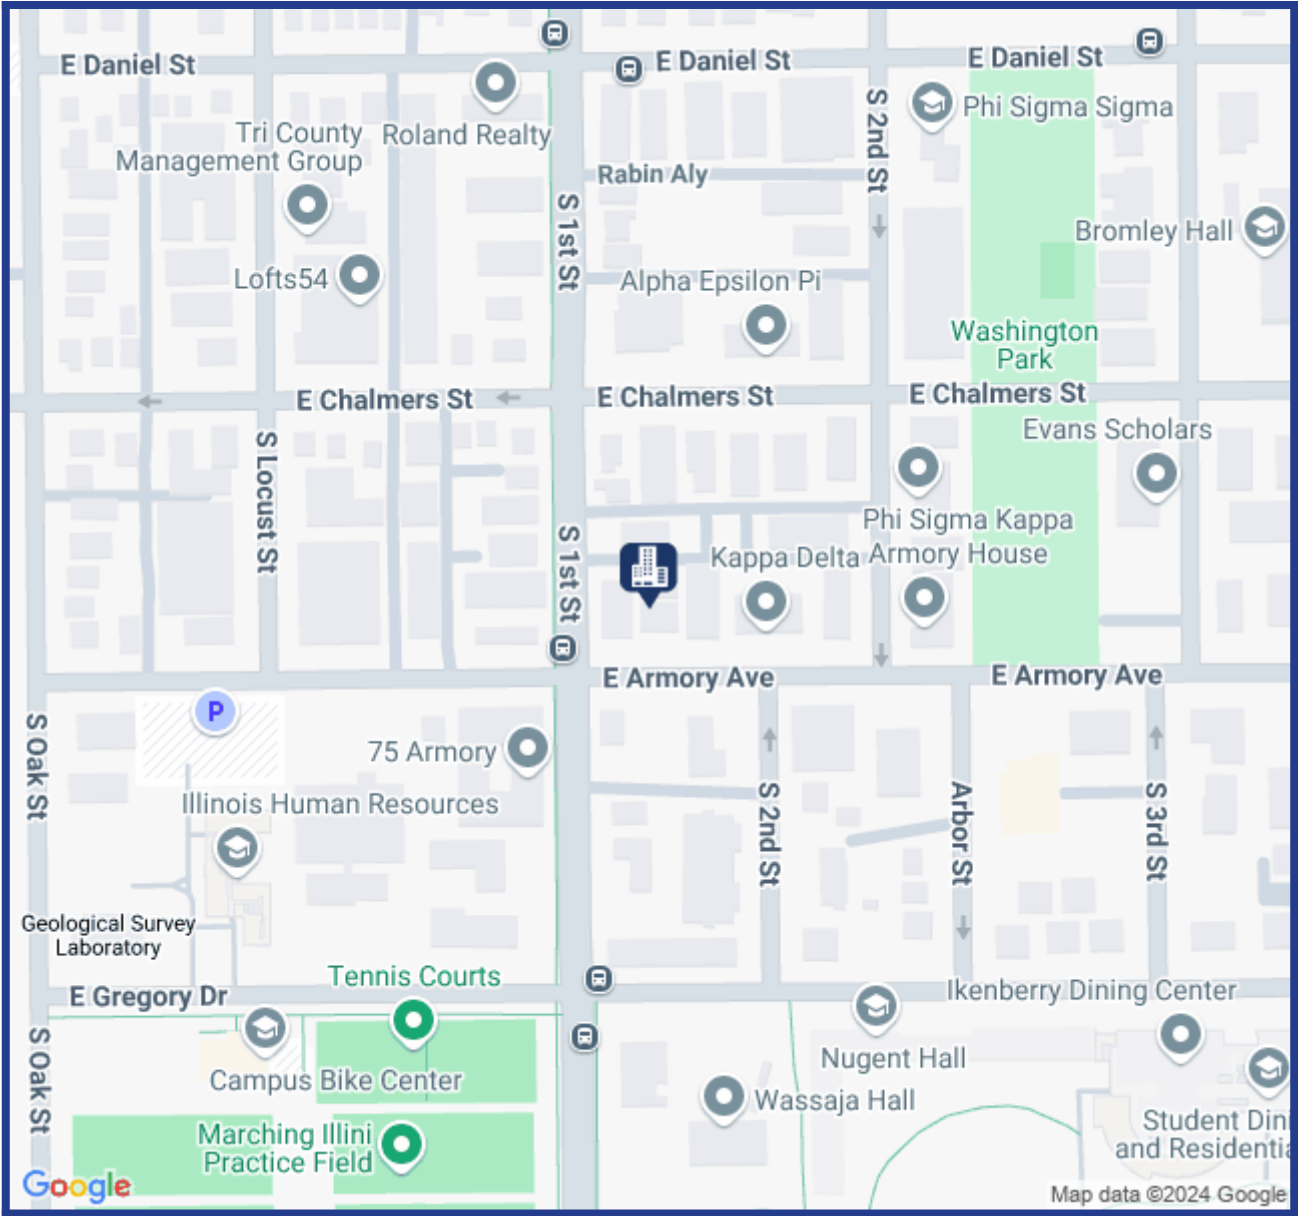 E Daniel St
E Daniel St
E Daniel St
Phi Sigma Sigma
Tri County
Management Group
Roland Realty
S 2nd St
Rabin Aly
S 1st St
Bromley Hall
Lofts54
Alpha Epsilon Pi
Washington
Park
E Chalmers St
E Chalmers St
E Chalmers St
Evans Scholars
S Locust St
Phi Sigma Kappa
S 1st St
Kappa Delta
Armory House
E Armory Ave
E Armory Ave
P
S Oak St
75 Armory
Illinois Human Resources
S 2nd St
Arbor St
S 3rd St
Geological Survey
Laboratory
Tennis Courts
E Gregory Dr
Ikenberry Dining Center
S Oak St
Campus Bike Center
Nugent Hall
Wassaja Hall
Marching Illini
Practice Field
Student Dini
and Residentia
Google
Map data ©2024 Google